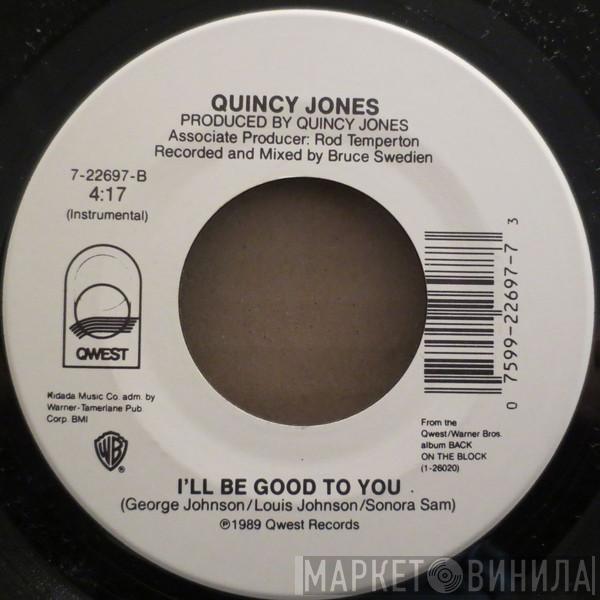 QUINCY JONES
PRODUCED BY QUINCY JONES
Associate Producer: Rod Temperton
Recorded and Mixed by Bruce Swedien
7-22697-B
4:17
(Instrumental)
QWEST
Kidada Music Co. adm. by
Warner-Tamerlane Pub.
Corp. BMI
WB
®
0 7599-22697-7 3
From the
Qwest/Warner Bros.
album BACK
ON THE BLOCK
(1-26020)
I'LL BE GOOD TO YOU
(George Johnson/Louis Johnson/Sonora Sam)
℗1989 Qwest Records
МАРКЕТ ВИНИЛА